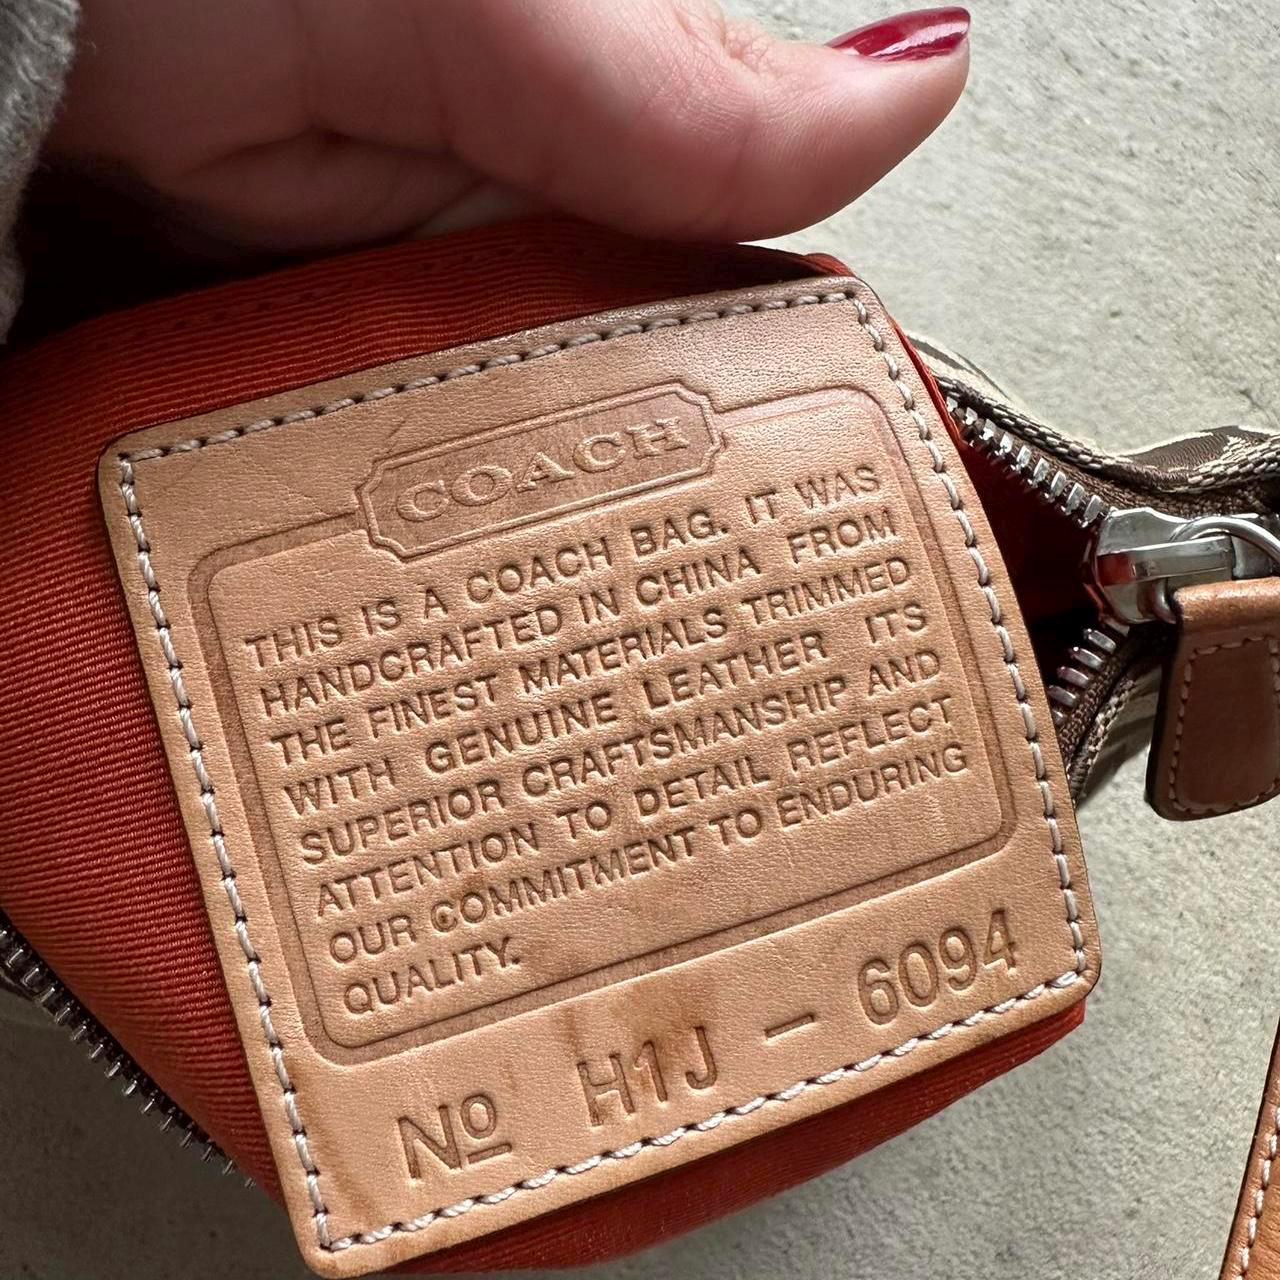 COACH
THIS IS A COACH BAG. IT WAS
HANDCRAFTED IN CHINA FROM
THE FINEST MATERIALS TRIMMED
WITH GENUINE LEATHER ITS
SUPERIOR CRAFTSMANSHIP AND
ATTENTION TO DETAIL REFLECT
OUR COMMITMENT TO ENDURING
QUALITY.
Nº H1J - 6094